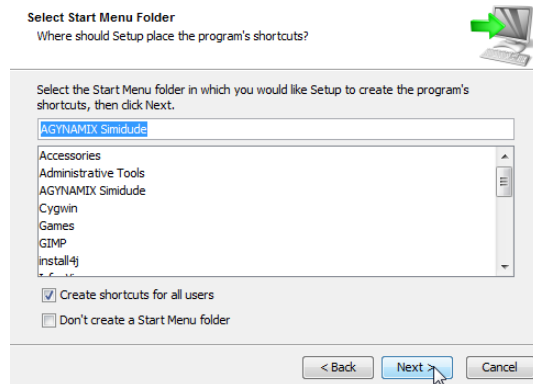 Select Start Menu Folder
Where should Setup place the program's shortcuts?
Select the Start Menu folder in which you would like Setup to create the program's
shortcuts, then click Next.
AGYNAMIX Simidude
Accessories
Administrative Tools
AGYNAMIX Simidude
Cygwin
Games
GIMP
install4j
Create shortcuts for all users
Don't create a Start Menu folder
< Back
Next >
Cancel